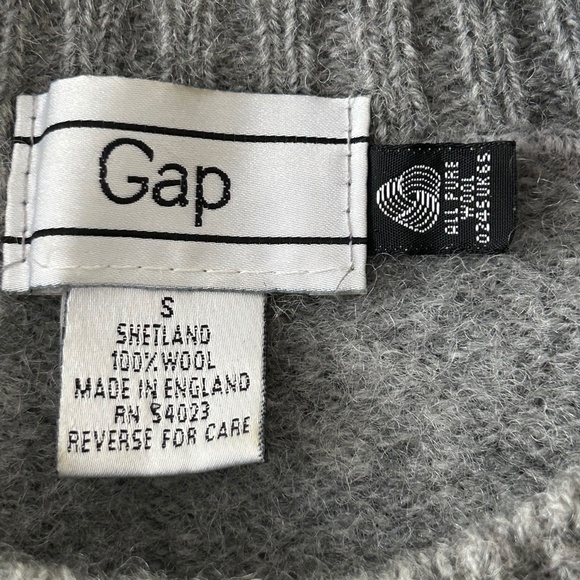 Gap
ALL PURE
WOOL
0245UK65
S
SHETLAND
100% WOOL
MADE IN ENGLAND
RN 54023
REVERSE FOR CARE